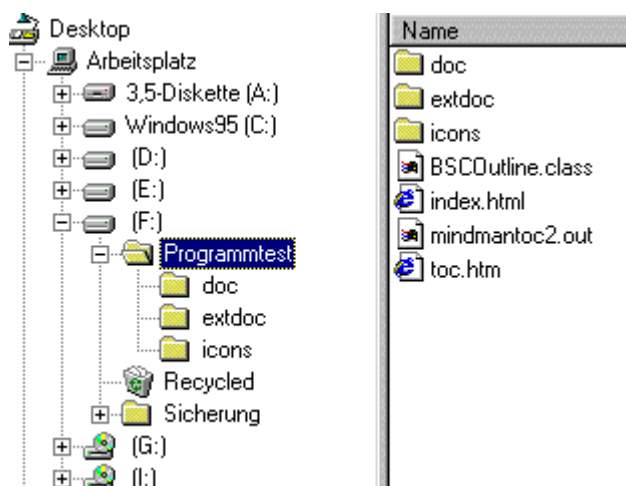 Desktop
Arbeitsplatz
3,5-Diskette (A:)
Windows95 (C:)
(D:)
(E:)
(F:)
Programmtest
doc
extdoc
icons
Recycled
Sicherung
(G:)
(I:)
Name
doc
extdoc
icons
BSCOutline.class
index.html
mindmantoc2.out
toc.htm